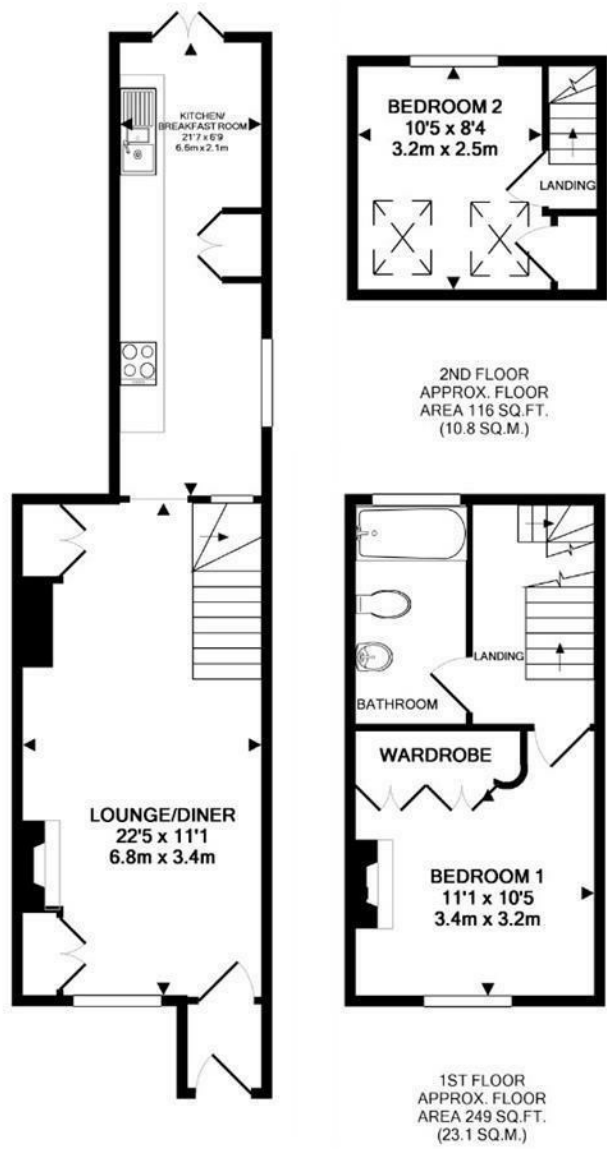 KITCHEN/
BREAKFAST ROOM
21'7 x 6'9
6.6m x 2.1m
LOUNGE/DINER
22'5 x 11'1
6.8m x 3.4m
BEDROOM 2
10'5 x 8'4
3.2m x 2.5m
LANDING
2ND FLOOR
APPROX. FLOOR
AREA 116 SQ.FT.
(10.8 SQ.M.)
LANDING
BATHROOM
WARDROBE
BEDROOM 1
11'1 x 10'5
3.4m x 3.2m
1ST FLOOR
APPROX. FLOOR
AREA 249 SQ.FT.
(23.1 SQ.M.)